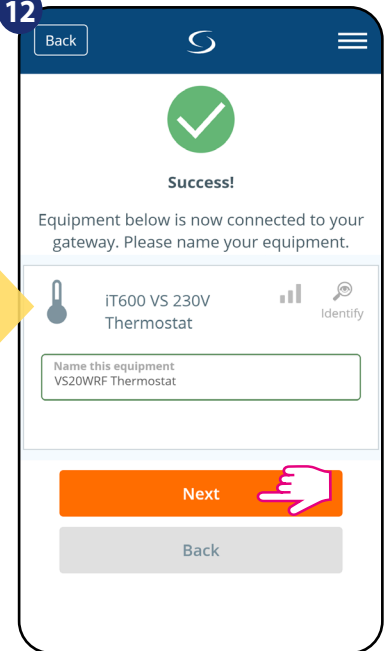 12
Back
Success!
Equipment below is now connected to your
gateway. Please name your equipment.
iT600 VS 230V
Thermostat
Identify
Name this equipment
VS20WRF Thermostat
Next
Back